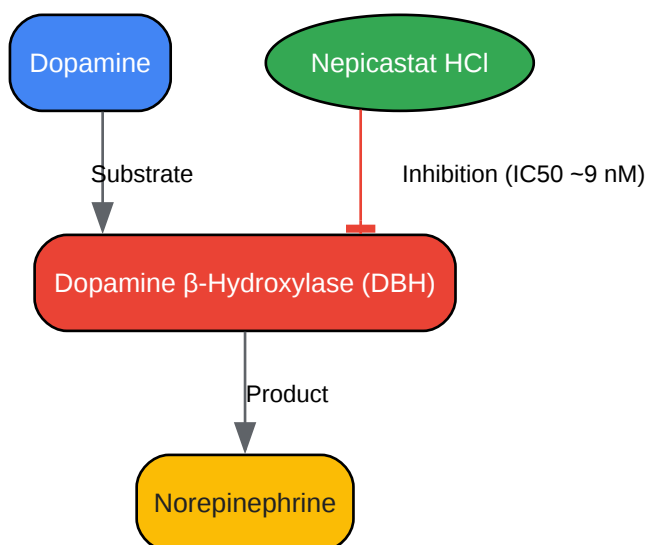 Dopamine
Nepicastat HCl
Substrate
Inhibition (IC50 ~9 nM)
Dopamine β-Hydroxylase (DBH)
Product
Norepinephrine